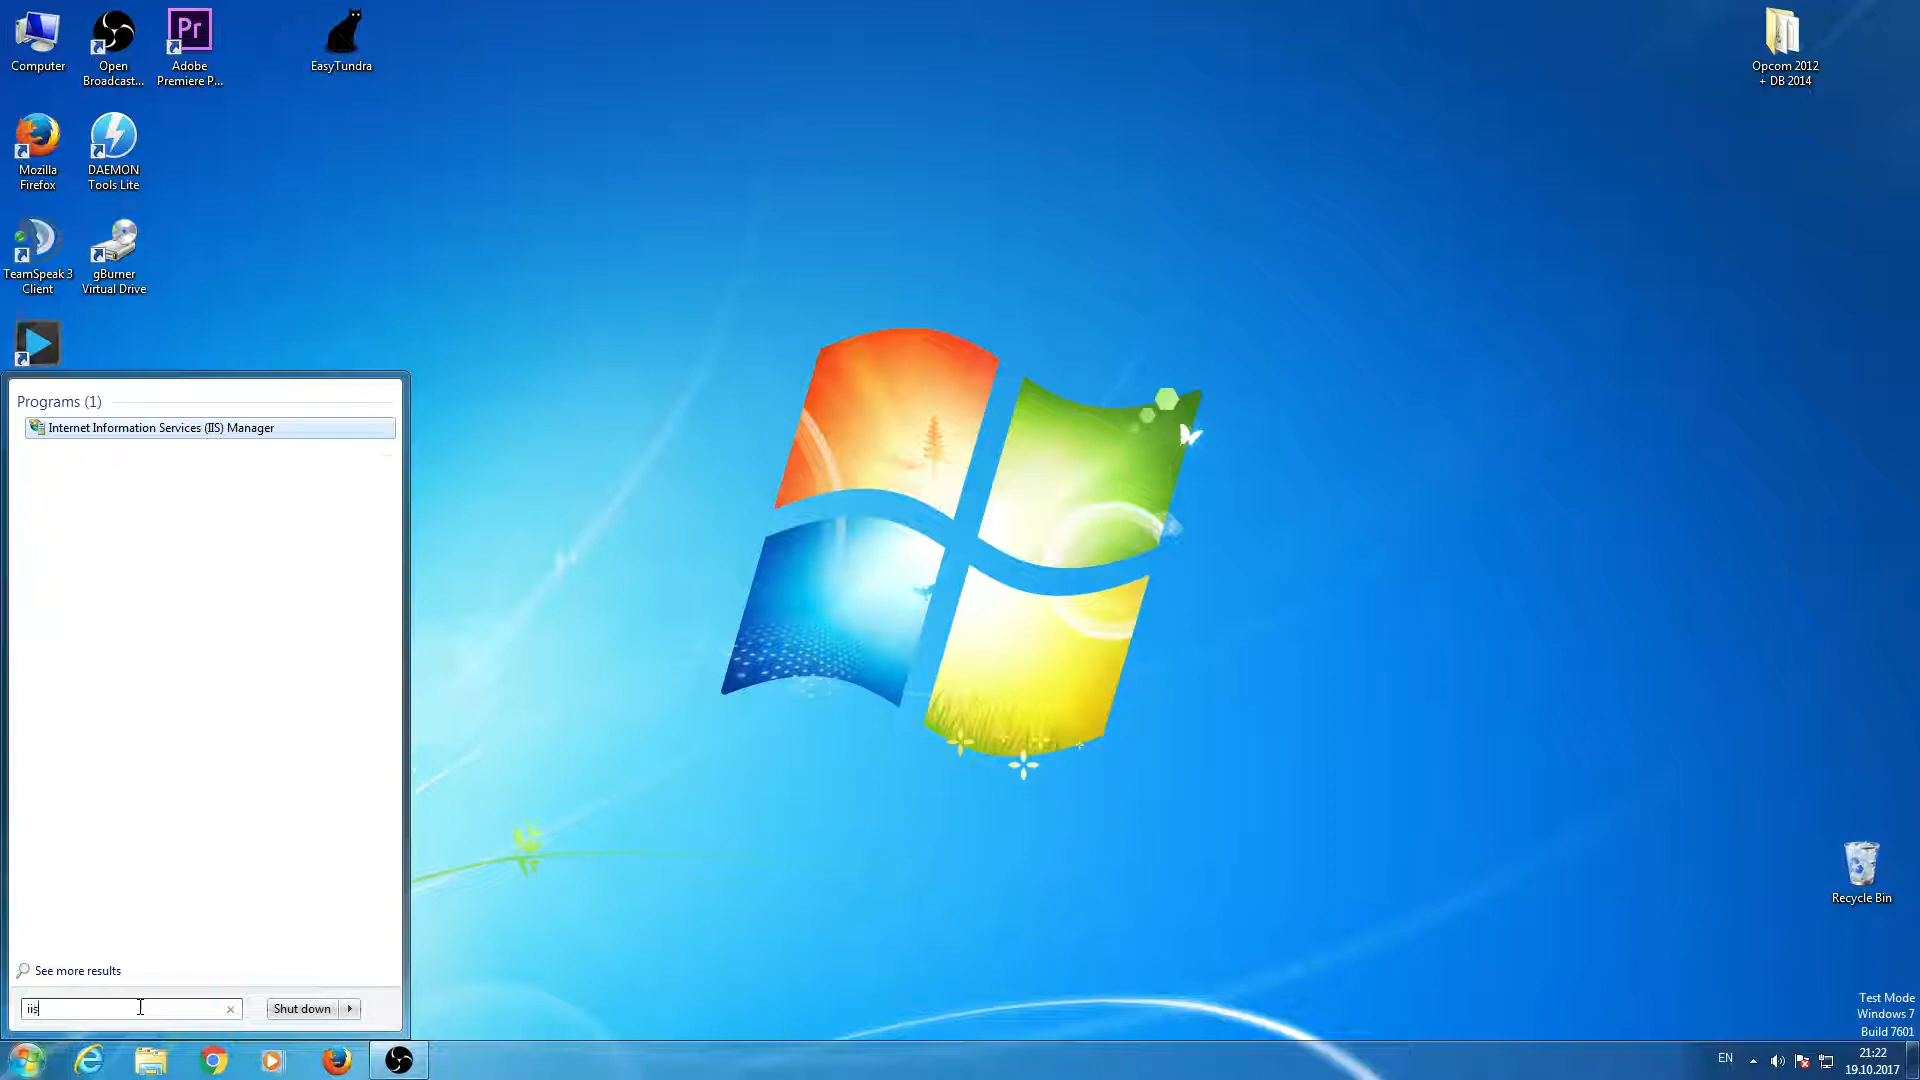 Computer
Open
Broadcast...
Pr
Adobe
Premiere P...
EasyTundra
Opcom 2012
+ DB 2014
Mozilla
Firefox
DAEMON
Tools Lite
TeamSpeak 3
Client
gBurner
Virtual Drive
Programs (1)
Internet Information Services (IIS) Manager
See more results
iis
Shut down
Recycle Bin
Test Mode
Windows 7
Build 7601
EN
21:22
19.10.2017